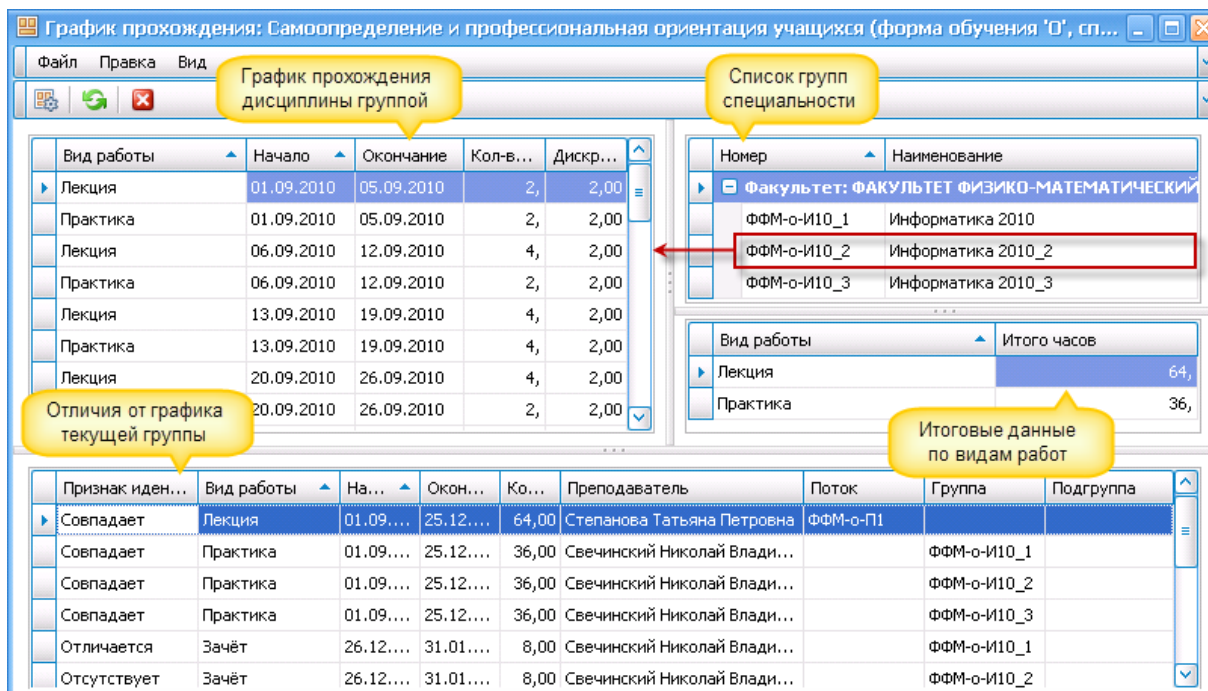 График прохождения: Самоопределение и профессиональная ориентация учащихся (форма обучения 'О', сп...
Файл Правка Вид
График прохождения
дисциплины группой
Список групп
специальности
Вид работы Начало Окончание Кол-в... Дискр...
Лекция 01.09.2010 05.09.2010 2, 2,00
Практика 01.09.2010 05.09.2010 2, 2,00
Лекция 06.09.2010 12.09.2010 4, 2,00
Практика 06.09.2010 12.09.2010 2, 2,00
Лекция 13.09.2010 19.09.2010 4, 2,00
Практика 13.09.2010 19.09.2010 4, 2,00
Лекция 20.09.2010 26.09.2010 4, 2,00
20.09.2010 26.09.2010 2, 2,00
Номер Наименование
Факультет: ФАКУЛЬТЕТ ФИЗИКО-МАТЕМАТИЧЕСКИЙ
ФФМ-о-И10_1 Информатика 2010
ФФМ-о-И10_2 Информатика 2010_2
ФФМ-о-И10_3 Информатика 2010_3
Вид работы Итого часов
Лекция 64,
Практика 36,
Отличия от графика
текущей группы
Итоговые данные
по видам работ
Признак иден... Вид работы На... Окон... Ко... Преподаватель Поток Группа Подгруппа
Совпадает Лекция 01.09.... 25.12.... 64,00 Степанова Татьяна Петровна ФФМ-о-П1
Совпадает Практика 01.09.... 25.12.... 36,00 Свечинский Николай Влади... ФФМ-о-И10_1
Совпадает Практика 01.09.... 25.12.... 36,00 Свечинский Николай Влади... ФФМ-о-И10_2
Совпадает Практика 01.09.... 25.12.... 36,00 Свечинский Николай Влади... ФФМ-о-И10_3
Отличается Зачёт 26.12.... 31.01.... 8,00 Свечинский Николай Влади... ФФМ-о-И10_1
Отсутствует Зачёт 26.12.... 31.01.... 8,00 Свечинский Николай Влади... ФФМ-о-И10_2